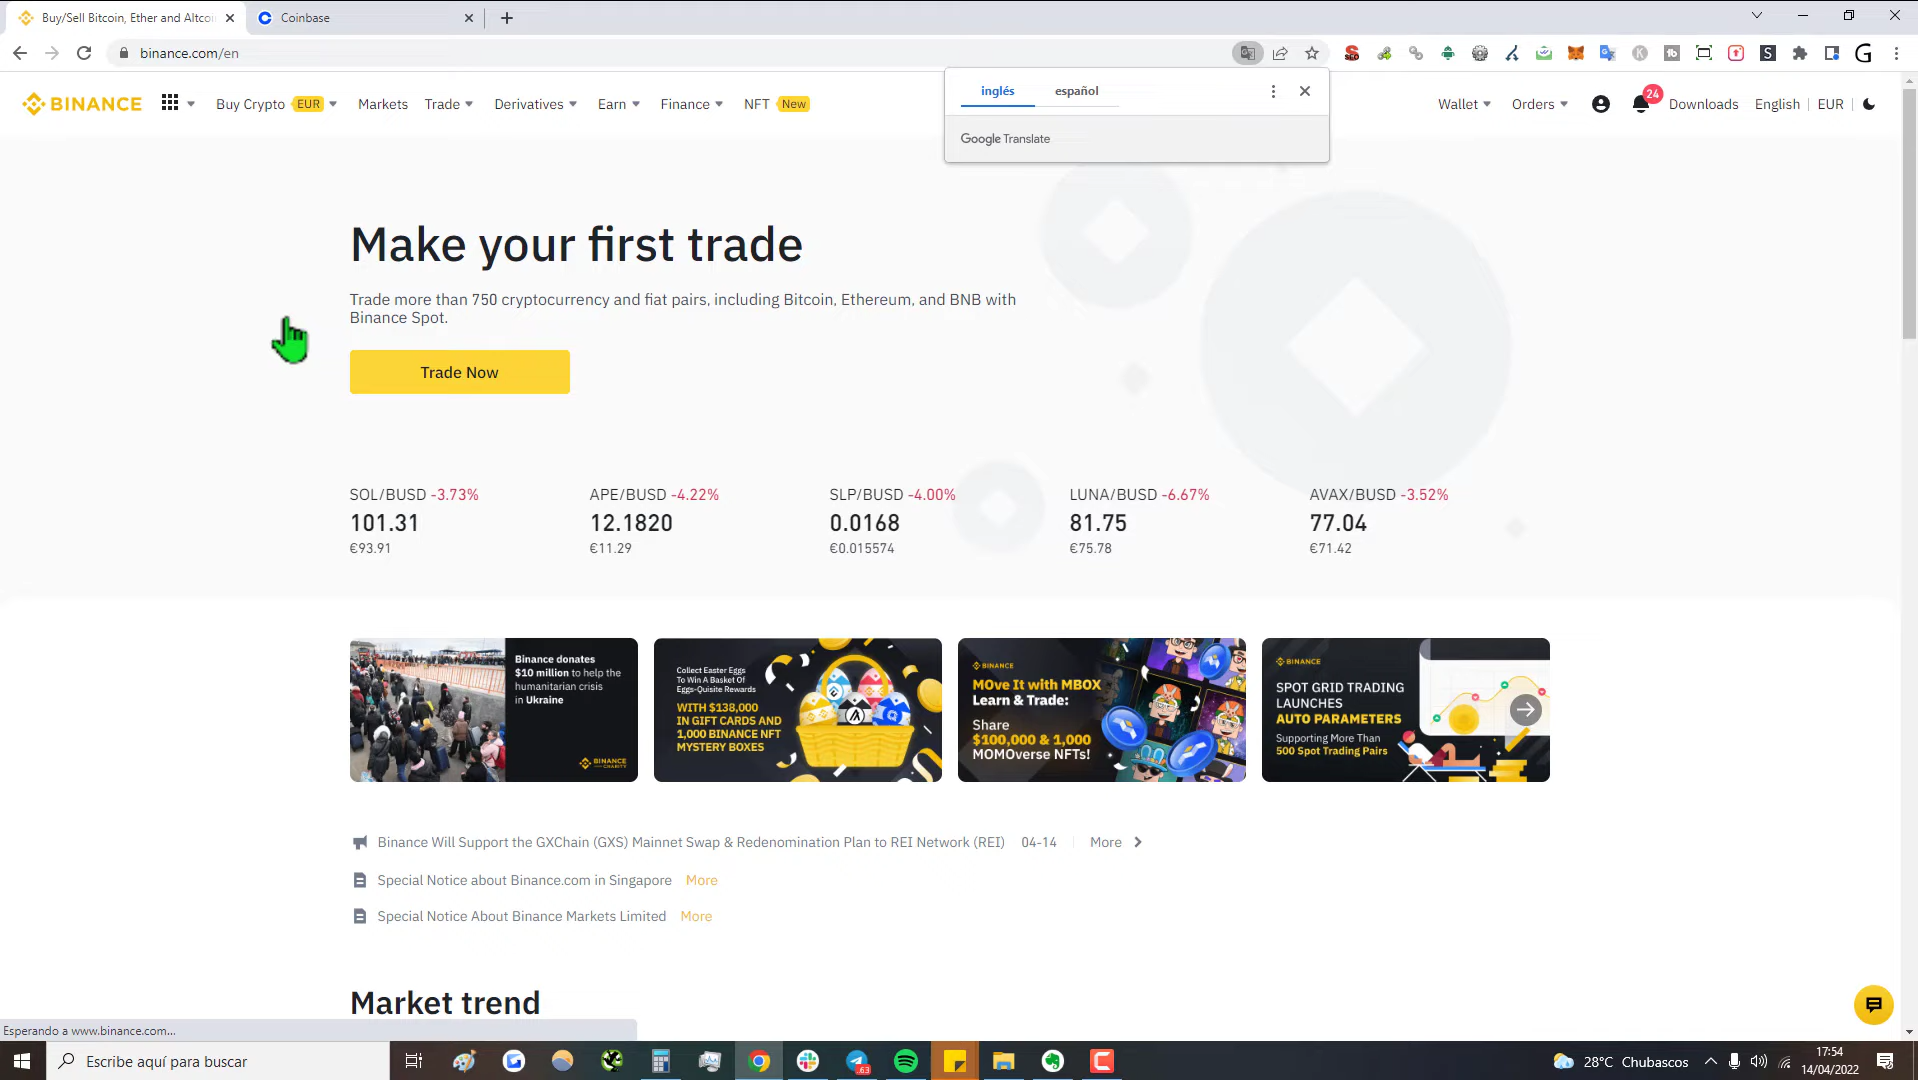 Buy/Sell Bitcoin, Ether and Altcoi
Coinbase
binance.com/en
BINANCE
Buy Crypto EUR
Markets
Trade
Derivatives
Earn
Finance
NFT New
inglés
español
Google Translate
Wallet
Orders
24
Downloads
English
EUR
Make your first trade
Trade more than 750 cryptocurrency and fiat pairs, including Bitcoin, Ethereum, and BNB with
Binance Spot.
Trade Now
SOL/BUSD -3.73%
101.31
€93.91
APE/BUSD -4.22%
12.1820
€11.29
SLP/BUSD -4.00%
0.0168
€0.015574
LUNA/BUSD -6.67%
81.75
€75.78
AVAX/BUSD -3.52%
77.04
€71.42
Binance donates
$10 million to help the
humanitarian crisis
in Ukraine
BINANCE
CHARITY
Collect Easter Eggs
To Win A Basket Of
Eggs-Quisite Rewards
WITH $138,000
IN GIFT CARDS AND
1,000 BINANCE NFT
MYSTERY BOXES
BINANCE
MOve It with MBOX
Learn & Trade:
Share
$100,000 & 1,000
MOMOverse NFTs!
BINANCE
SPOT GRID TRADING
LAUNCHES
AUTO PARAMETERS
Supporting More Than
500 Spot Trading Pairs
Binance Will Support the GXChain (GXS) Mainnet Swap & Redenomination Plan to REI Network (REI) 04-14 More
Special Notice about Binance.com in Singapore More
Special Notice About Binance Markets Limited More
Market trend
Esperando a www.binance.com...
Escribe aquí para buscar
63
28°C Chubascos
17:54
14/04/2022